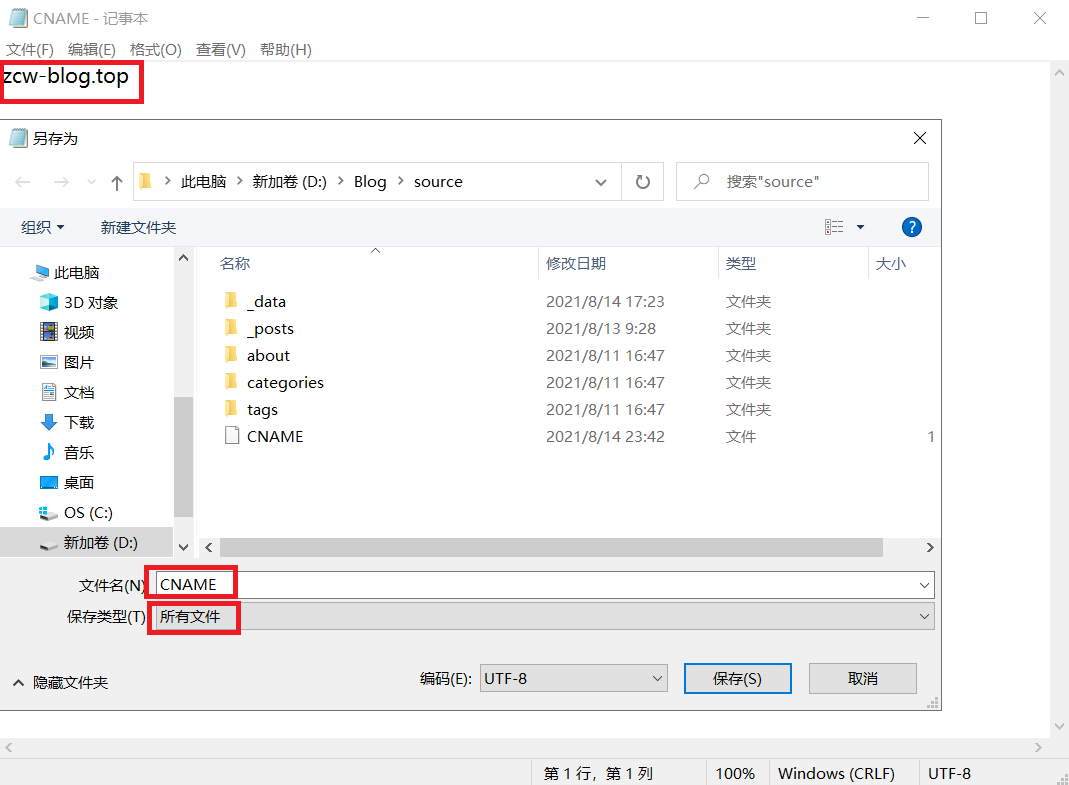 CNAME - 记事本
文件(F) 编辑(E) 格式(O) 查看(V) 帮助(H)
zcw-blog.top
另存为
此电脑 › 新加卷 (D:) › Blog › source
搜索"source"
组织 新建文件夹
名称 修改日期 类型 大小
此电脑
3D 对象
视频
图片
文档
下载
音乐
桌面
OS (C:)
新加卷 (D:)
_data 2021/8/14 17:23 文件夹
_posts 2021/8/13 9:28 文件夹
about 2021/8/11 16:47 文件夹
categories 2021/8/11 16:47 文件夹
tags 2021/8/11 16:47 文件夹
CNAME 2021/8/14 23:42 文件 1
文件名(N) CNAME
保存类型(T) 所有文件
隐藏文件夹 编码(E): UTF-8 保存(S) 取消
第 1 行，第 1 列 100% Windows (CRLF) UTF-8